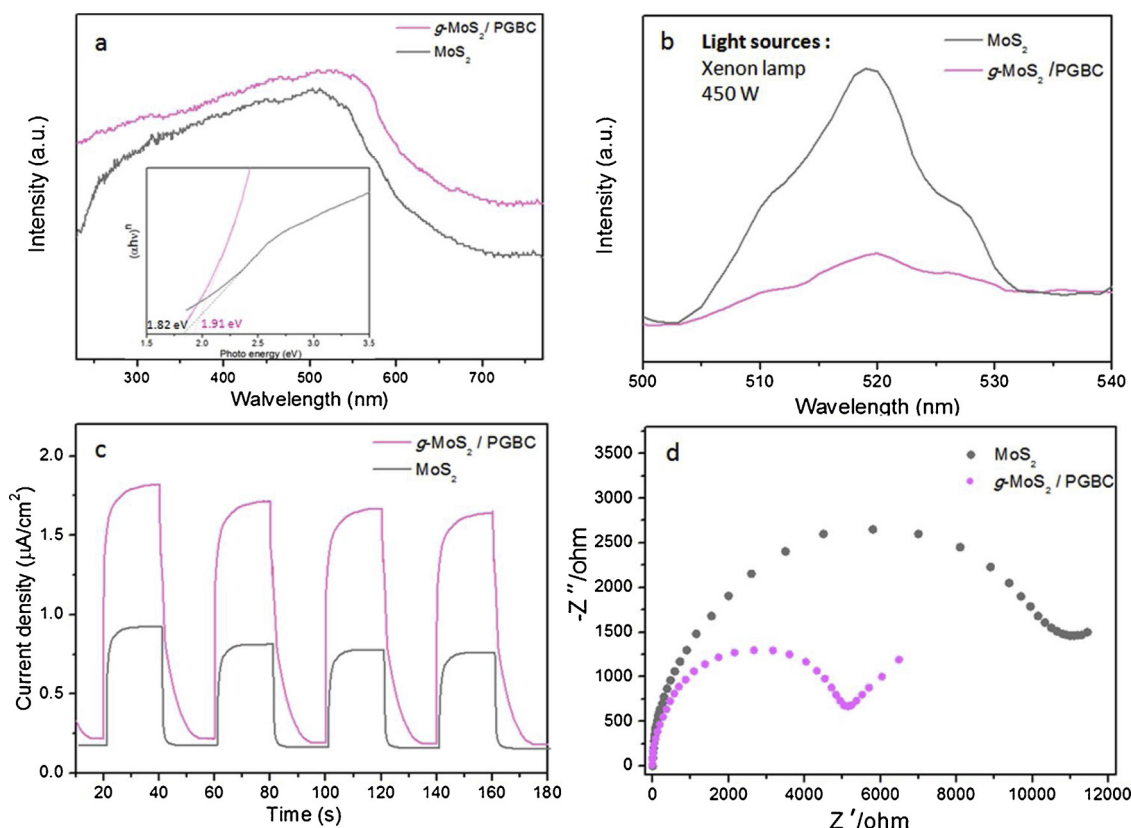 a
g-MoS2/ PGBC
MoS2
Intensity (a.u.)
(αhν)ⁿ
1.82 eV
1.91 eV
1.5 2.0 2.5 3.0 3.5
Photo energy (eV)
300 400 500 600 700
Walvelength (nm)
b
Light sources :
Xenon lamp
450 W
MoS2
g-MoS2 /PGBC
Intensity (a.u.)
500 510 520 530 540
Wavelength (nm)
c
g-MoS2 / PGBC
MoS2
Current density (μA/cm²)
2.0
1.5
1.0
0.5
0.0
20 40 60 80 100 120 140 160 180
Time (s)
d
MoS2
g-MoS2 / PGBC
-Z″/ohm
3500
3000
2500
2000
1500
1000
500
0
0 2000 4000 6000 8000 10000 12000
Z′/ohm